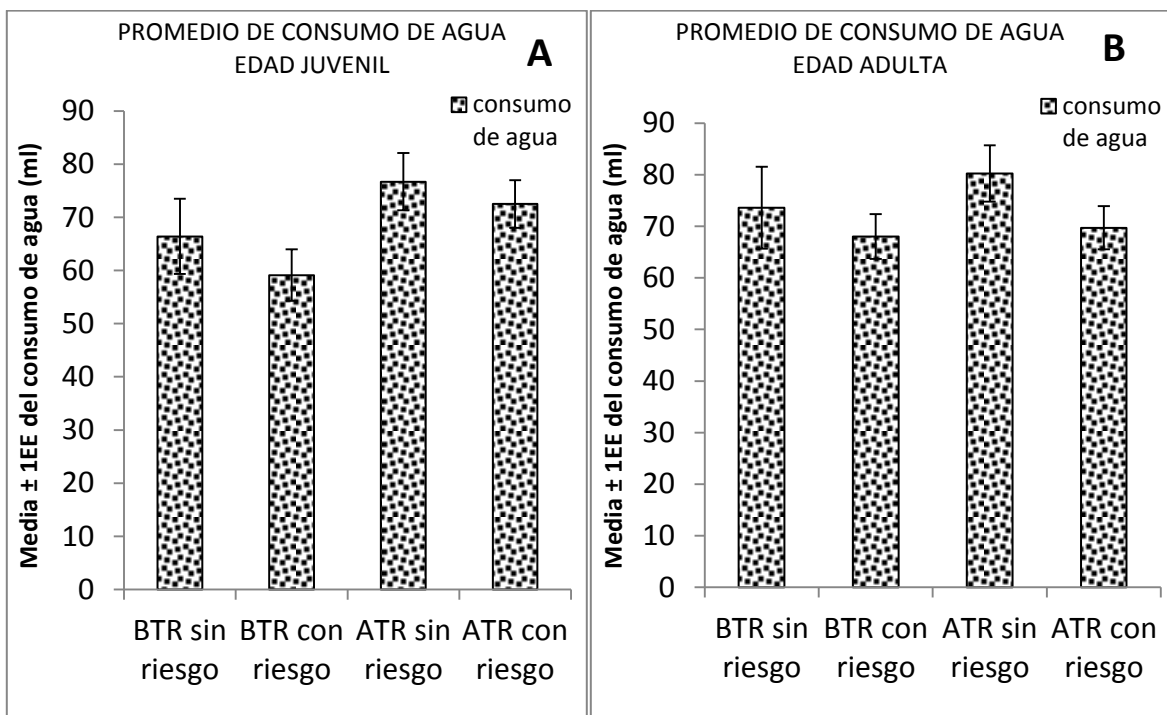 PROMEDIO DE CONSUMO DE AGUA
EDAD JUVENIL
A
consumo
de agua
Media ± 1EE del consumo de agua (ml)
90
80
70
60
50
40
30
20
10
0
BTR sin BTR con ATR sin ATR con
riesgo riesgo riesgo riesgo
PROMEDIO DE CONSUMO DE AGUA
EDAD ADULTA
B
consumo
de agua
Media ± 1EE del consumo de agua (ml)
90
80
70
60
50
40
30
20
10
0
BTR sin BTR con ATR sin ATR con
riesgo riesgo riesgo riesgo